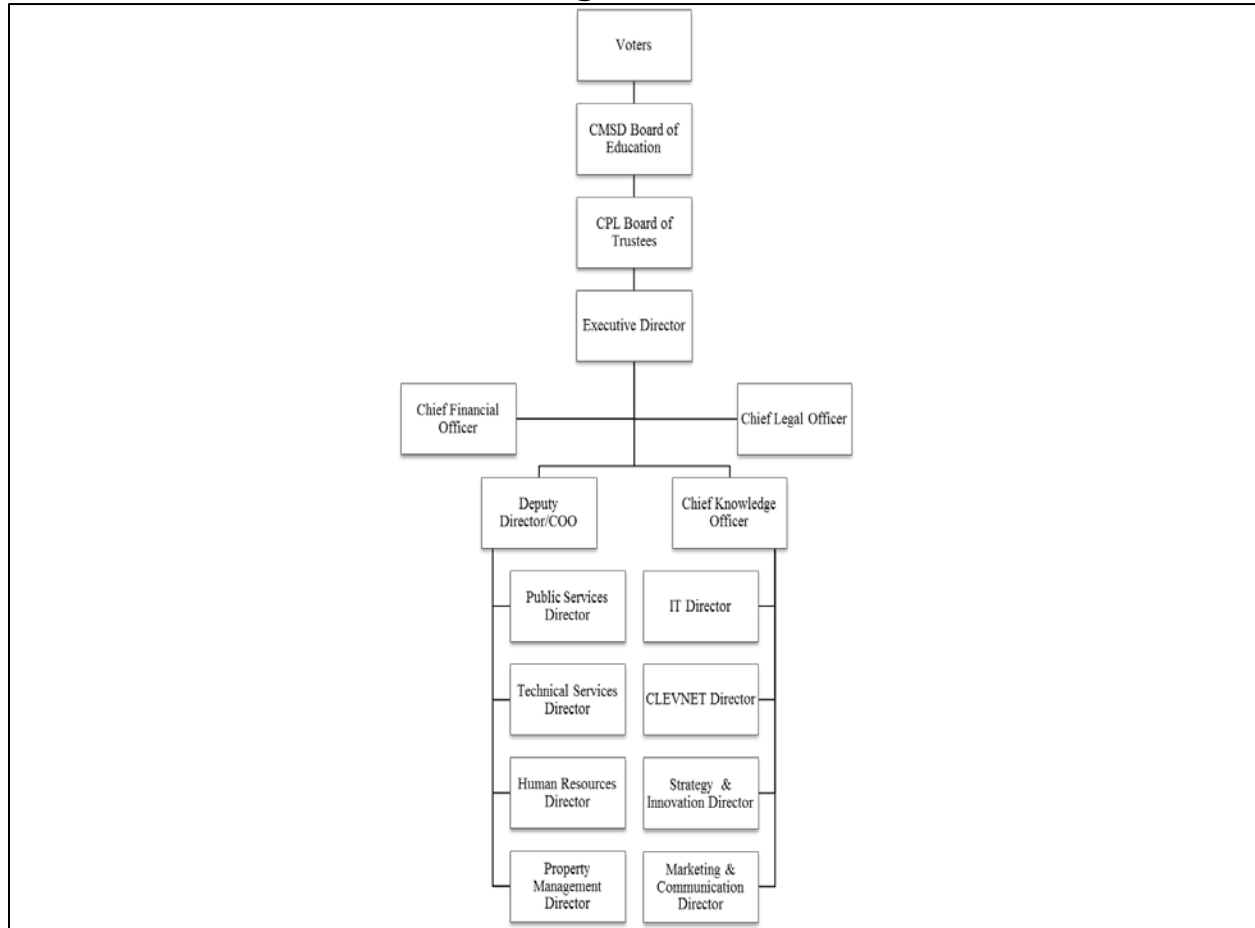 Voters
CMSD Board of
Education
CPL Board of
Trustees
Executive Director
Chief Financial
Officer
Chief Legal Officer
Deputy
Director/COO
Chief Knowledge
Officer
Public Services
Director
IT Director
Technical Services
Director
CLEVNET Director
Human Resources
Director
Strategy & 
Innovation Director
Property
Management
Director
Marketing &
Communication
Director